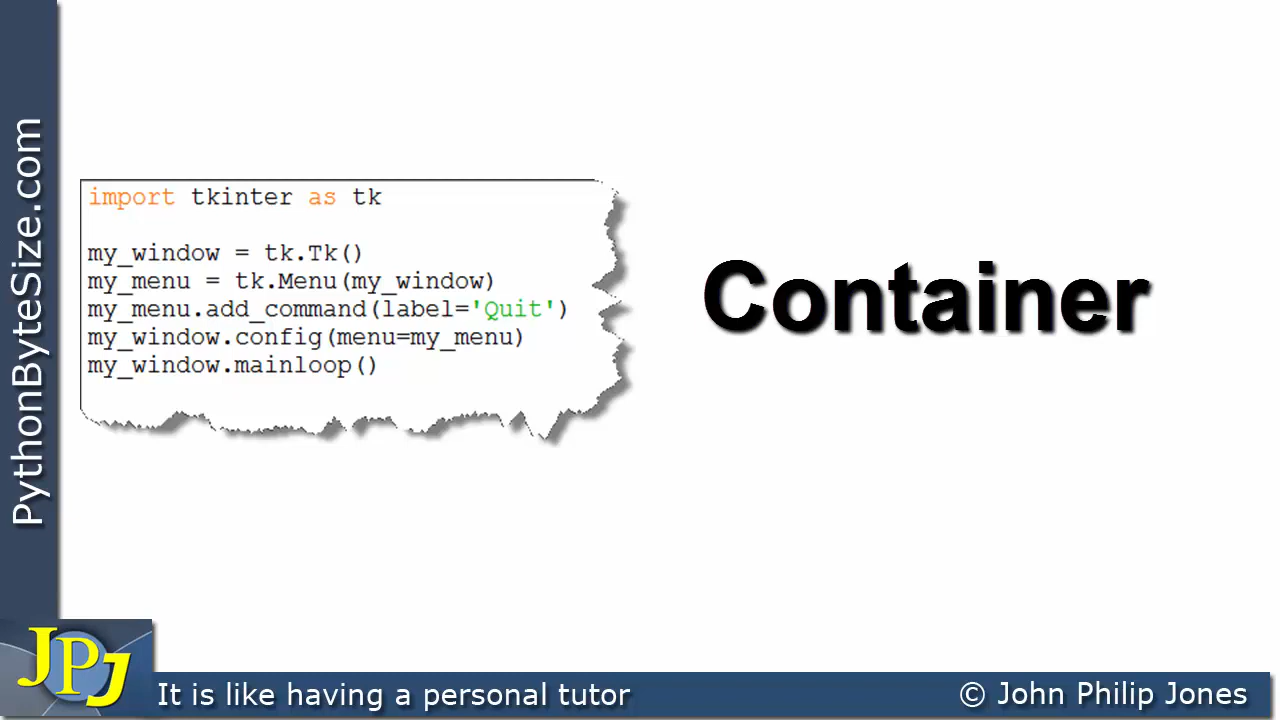 PythonByteSize.com
import tkinter as tk
my_window = tk.Tk()
my_menu = tk.Menu(my_window)
my_menu.add_command(label='Quit')
my_window.config(menu=my_menu)
my_window.mainloop()
Container
JPJ
It is like having a personal tutor
© John Philip Jones